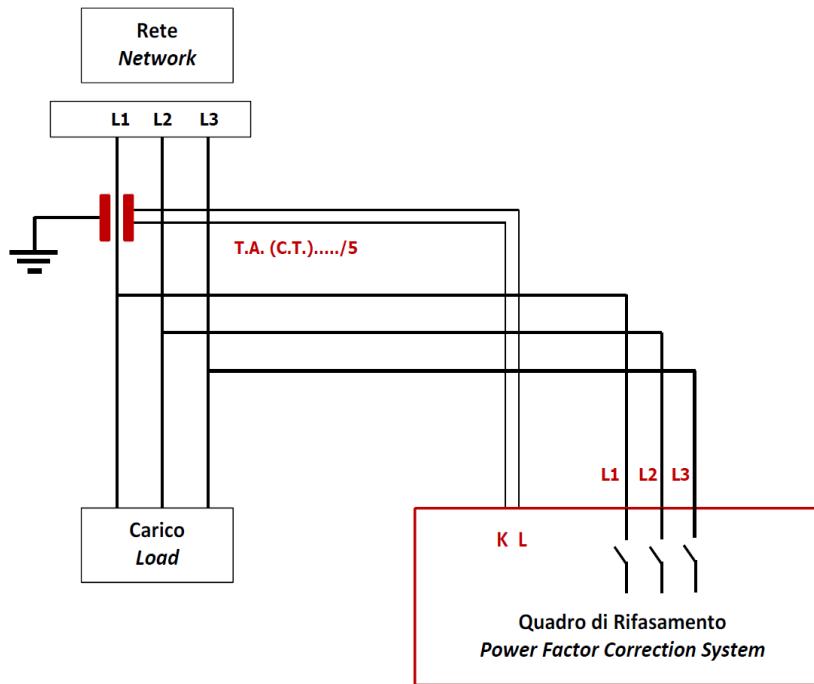 Rete
Network
L1 L2 L3
T.A. (C.T.)...../5
L1 L2 L3
Carico
Load
K L
Quadro di Rifasamento
Power Factor Correction System